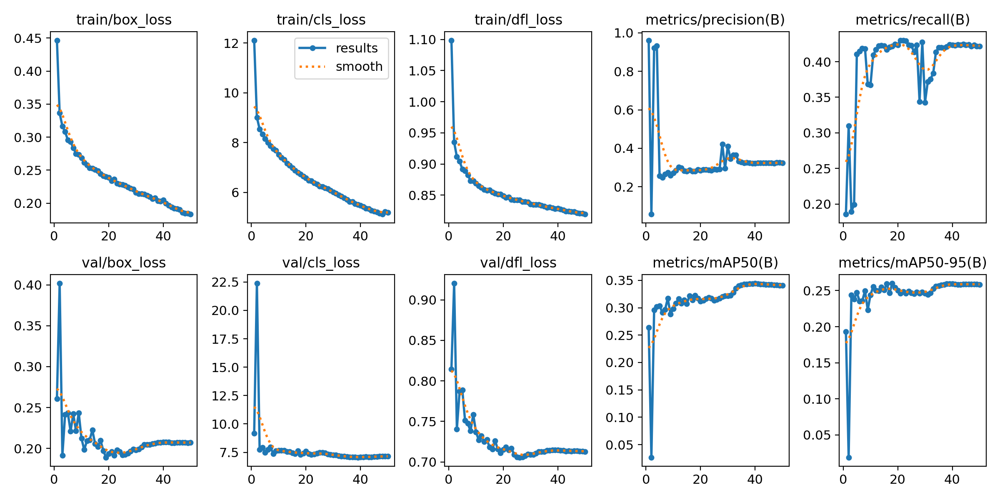 train/box_loss
0.45
0.40
0.35
0.30
0.25
0.20
0 20 40
train/cls_loss
results
smooth
12
10
8
6
0 20 40
train/dfl_loss
1.10
1.05
1.00
0.95
0.90
0.85
0 20 40
metrics/precision(B)
1.0
0.8
0.6
0.4
0.2
0 20 40
metrics/recall(B)
0.40
0.35
0.30
0.25
0.20
0 20 40
val/box_loss
0.40
0.35
0.30
0.25
0.20
0 20 40
val/cls_loss
22.5
20.0
17.5
15.0
12.5
10.0
7.5
0 20 40
val/dfl_loss
0.90
0.85
0.80
0.75
0.70
0 20 40
metrics/mAP50(B)
0.35
0.30
0.25
0.20
0.15
0.10
0.05
0 20 40
metrics/mAP50-95(B)
0.25
0.20
0.15
0.10
0.05
0 20 40